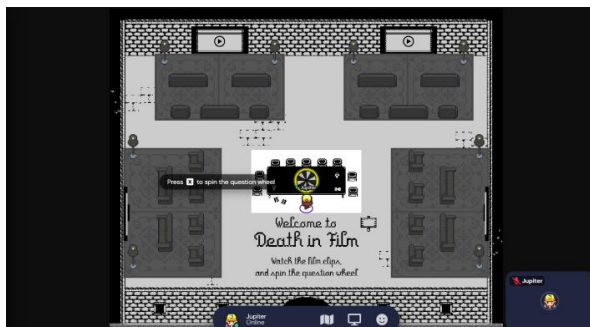 Press X to spin the question wheel
Welcome to
Death in Film
Watch the film clips,
and spin the question wheel
Jupiter
Jupiter
Online